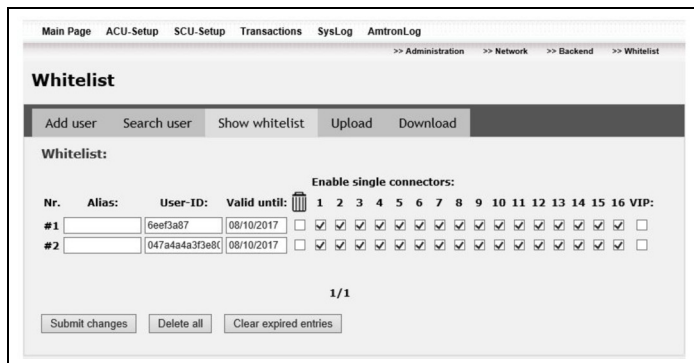 Main Page ACU-Setup SCU-Setup Transactions SysLog AmtronLog
>> Administration >> Network >> Backend >> Whitelist
Whitelist
Add user Search user Show whitelist Upload Download
Whitelist:
Enable single connectors:
Nr. Alias: User-ID: Valid until: 1 2 3 4 5 6 7 8 9 10 11 12 13 14 15 16 VIP:
#1 6eef3a87 08/10/2017
#2 047a4a4a3f3e80 08/10/2017
1/1
Submit changes Delete all Clear expired entries